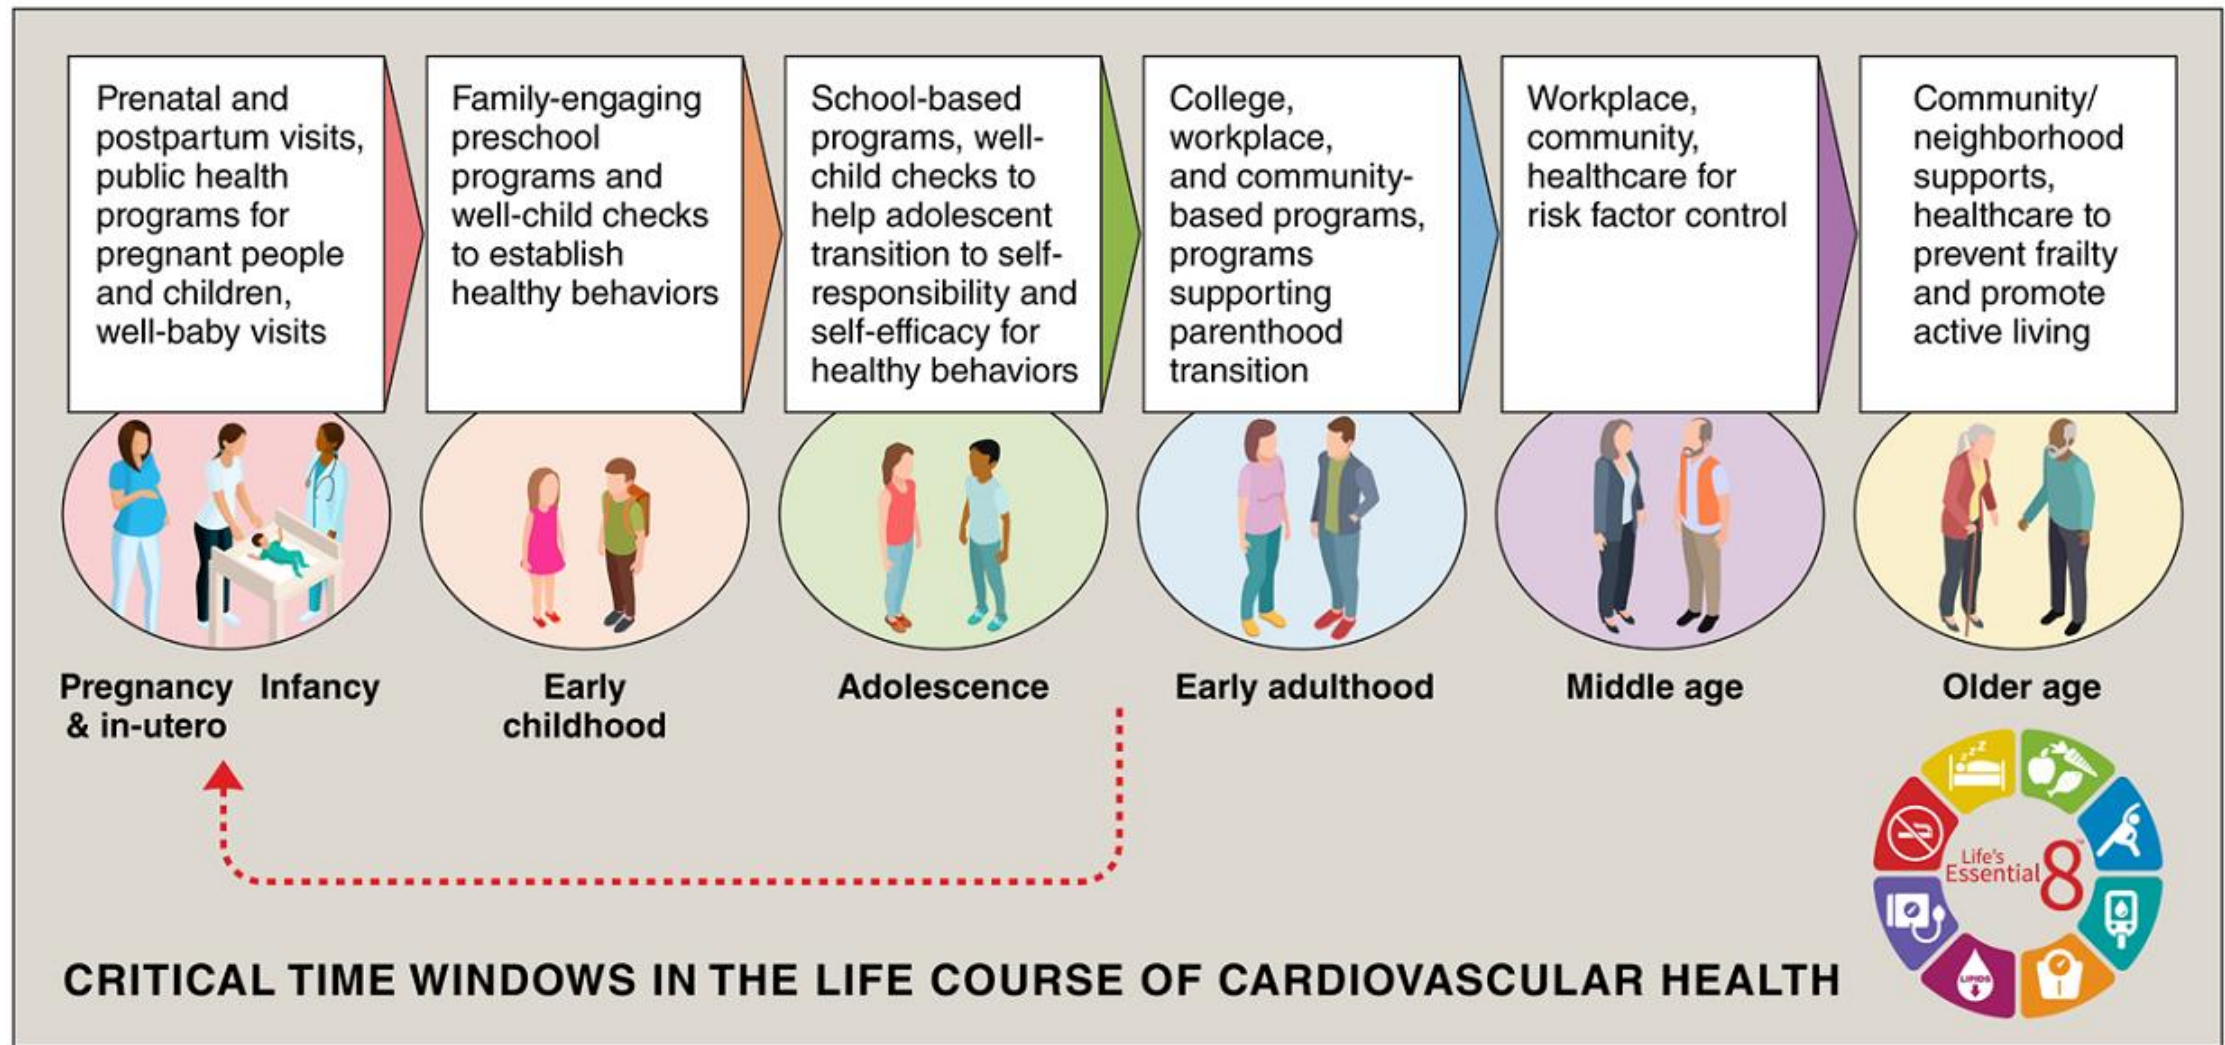 Prenatal and
postpartum visits,
public health
programs for
pregnant people
and children,
well-baby visits
Family-engaging
preschool
programs and
well-child checks
to establish
healthy behaviors
School-based
programs, well-
child checks to
help adolescent
transition to self-
responsibility and
self-efficacy for
healthy behaviors
College,
workplace,
and community-
based programs,
programs
supporting
parenthood
transition
Workplace,
community,
healthcare for
risk factor control
Community/
neighborhood
supports,
healthcare to
prevent frailty
and promote
active living
Pregnancy
& in-utero
Infancy
Early
childhood
Adolescence
Early adulthood
Middle age
Older age
zzz
Life's
Essential 8™
LIPIDS
CRITICAL TIME WINDOWS IN THE LIFE COURSE OF CARDIOVASCULAR HEALTH